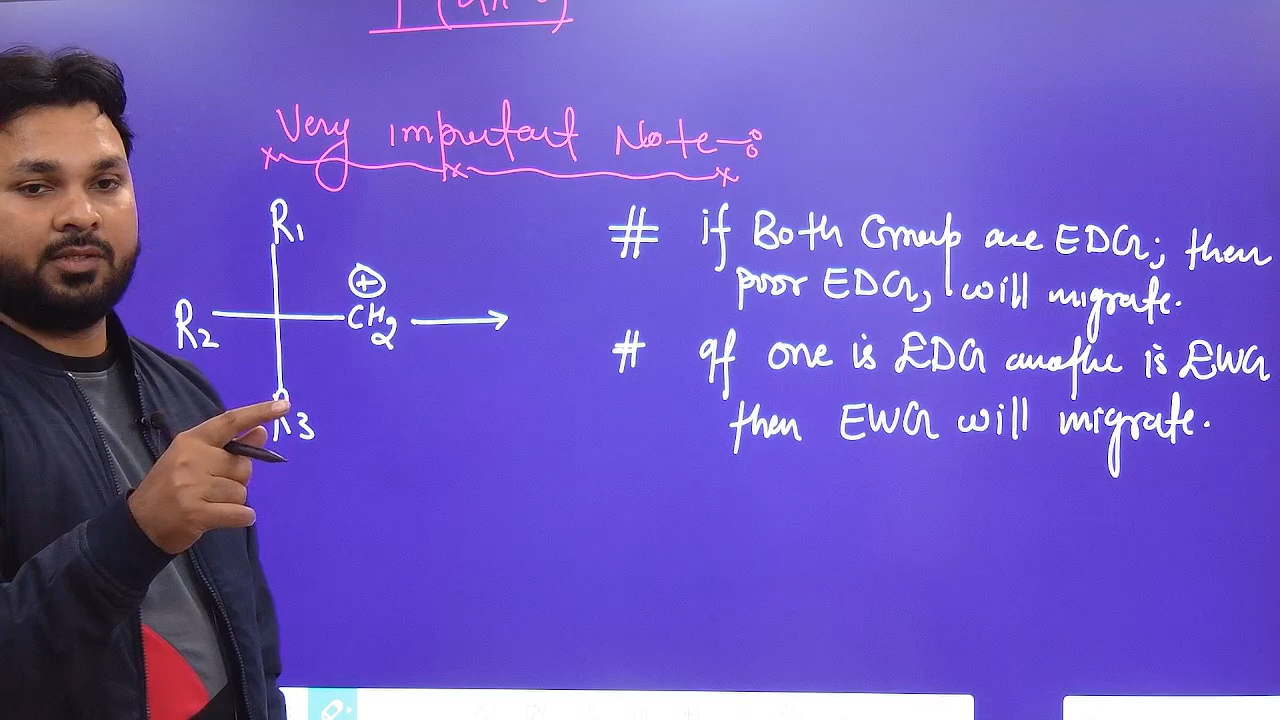 Very important Note
R1
R2
CH2
R3
+
# if Both Group are EDG; then
poor EDG, will migrate.
# If one is EDG another is EWG
then EWG will migrate.